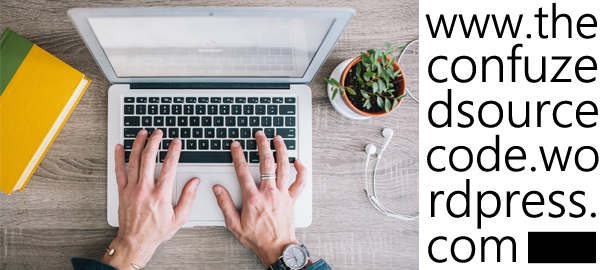 www.the
confuze
dsource
code.wo
rdpress.
com